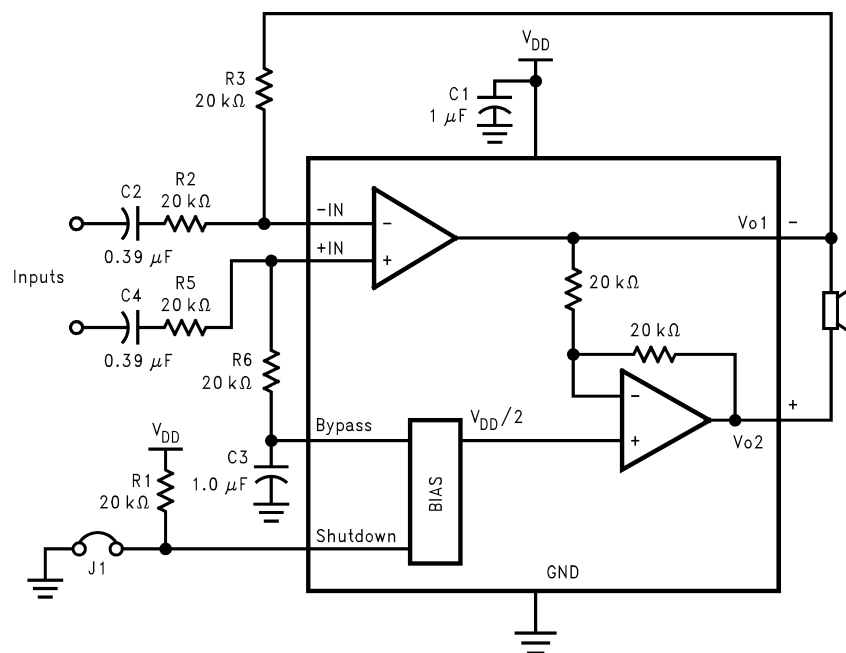 V_DD
R3
20 kΩ
C1
1 μF
C2
R2
20 kΩ
0.39 μF
-IN
-
Vo1
-
+IN
+
Inputs
C4
R5
20 kΩ
0.39 μF
20 kΩ
20 kΩ
R6
20 kΩ
-
+
Bypass
V_DD/2
+
Vo2
V_DD
C3
1.0 μF
R1
20 kΩ
BIAS
Shutdown
J1
GND